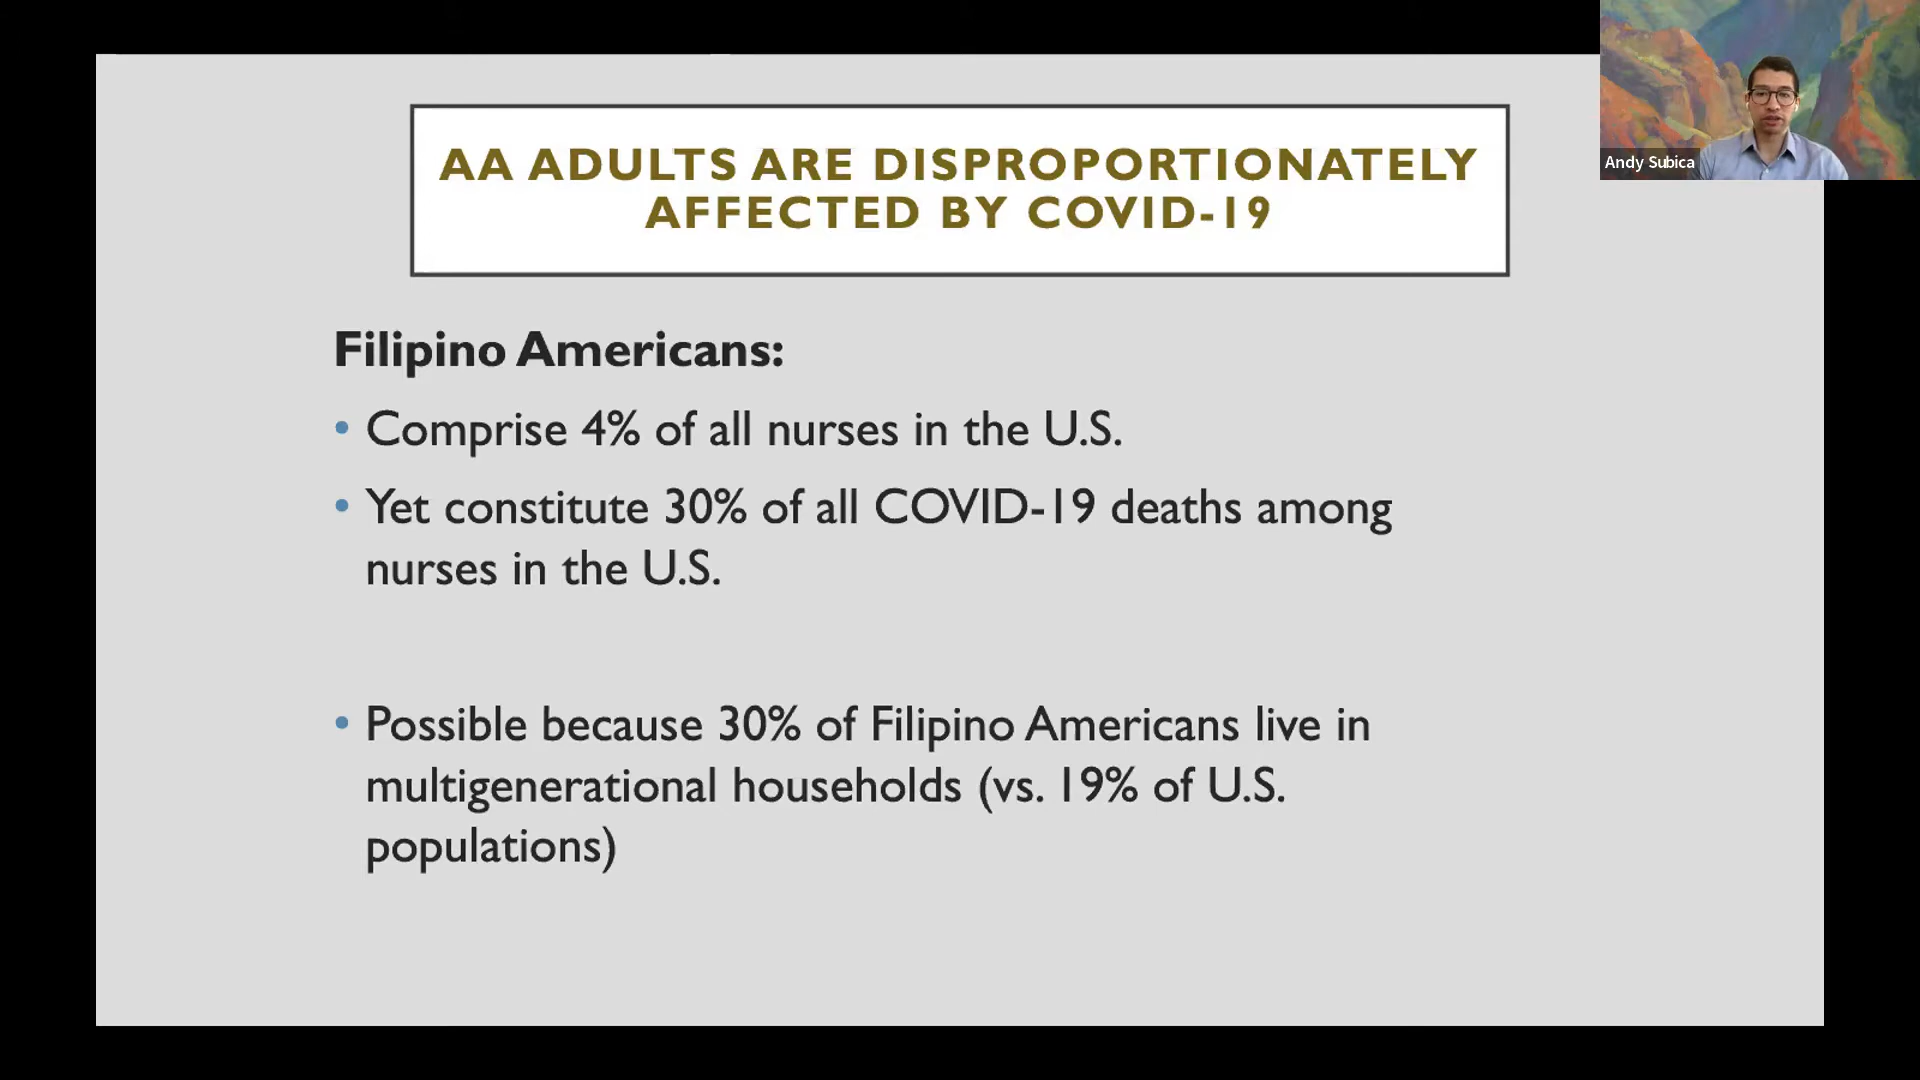 AA ADULTS ARE DISPROPORTIONATELY
AFFECTED BY COVID-19
Andy Subica
Filipino Americans:
• Comprise 4% of all nurses in the U.S.
• Yet constitute 30% of all COVID-19 deaths among
nurses in the U.S.
• Possible because 30% of Filipino Americans live in
multigenerational households (vs. 19% of U.S.
populations)